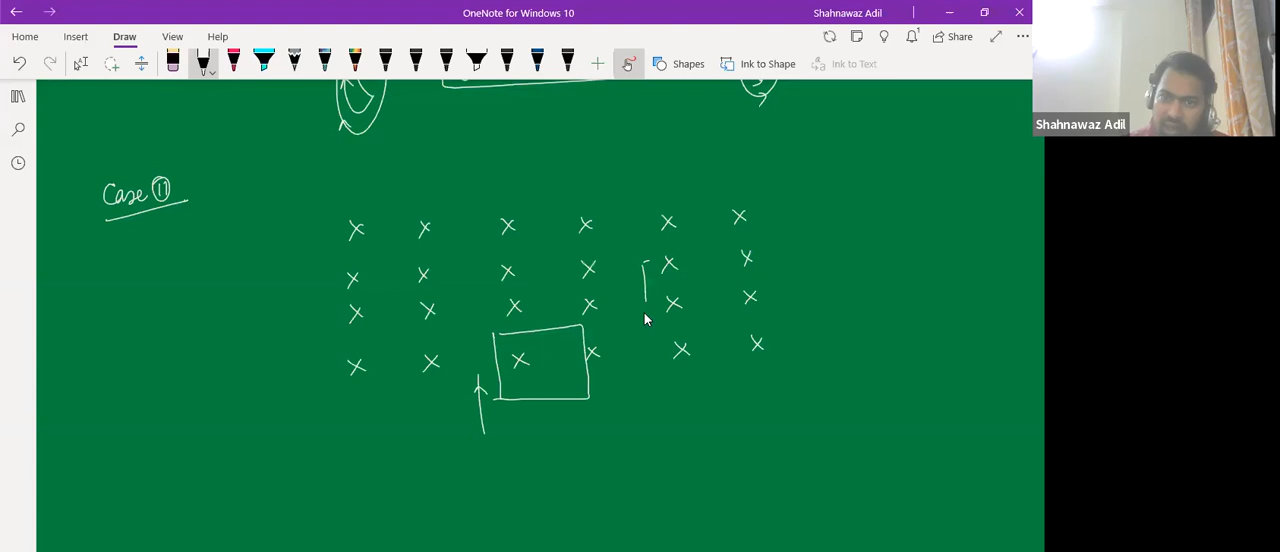 OneNote for Windows 10
Shahnawaz Adil
Home Insert Draw View Help
Share
Shapes
Ink to Shape
Ink to Text
Shahnawaz Adil
Case 11
x x x x x x
x x x x x x
x x x x x x
x x x x x x